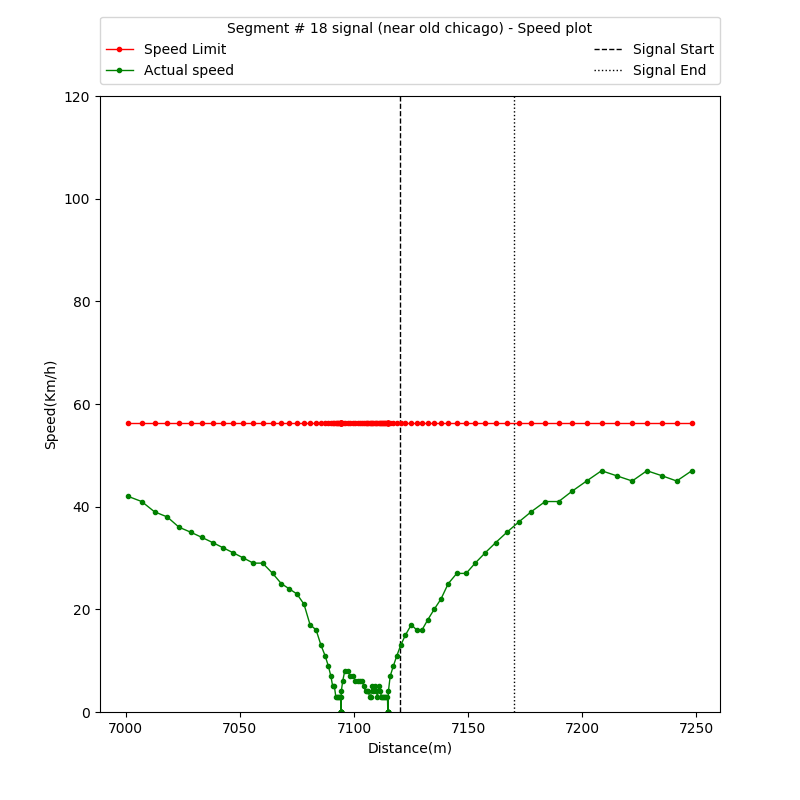 Segment # 18 signal (near old chicago) - Speed plot
Speed Limit
Actual speed
Signal Start
Signal End
120
100
80
60
40
20
0
Speed(Km/h)
7000 7050 7100 7150 7200 7250
Distance(m)